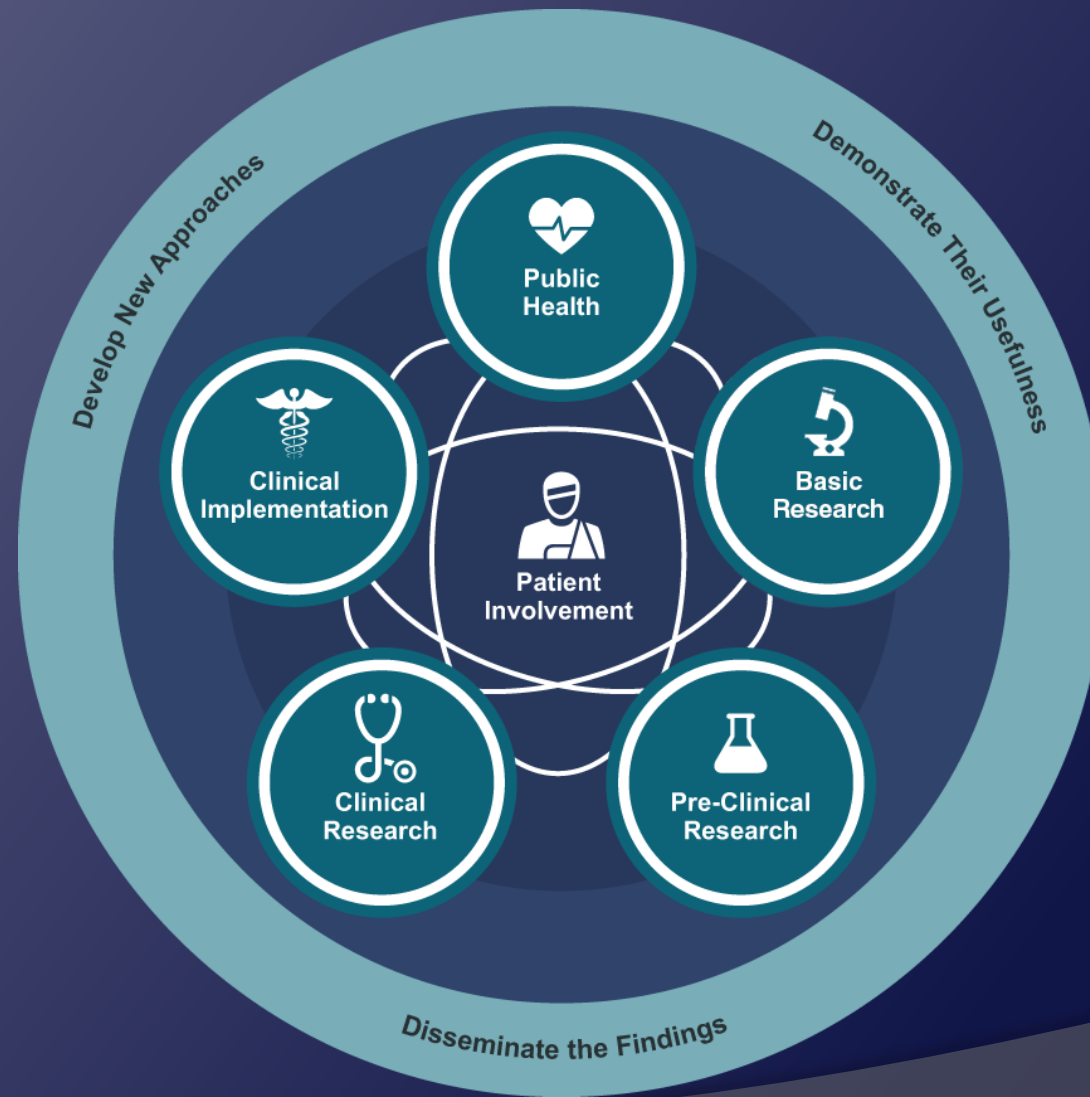 Develop New Approaches
Demonstrate Their Usefulness
Public
Health
Clinical
Implementation
Basic
Research
Patient
Involvement
Clinical
Research
Pre-Clinical
Research
Disseminate the Findings